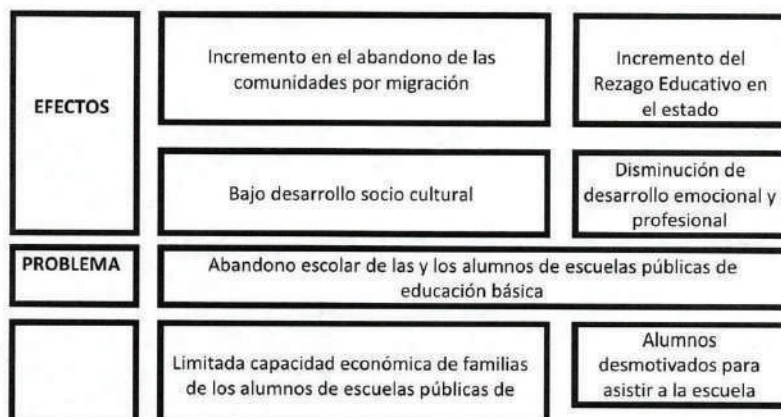 EFECTOS
Incremento en el abandono de las
comunidades por migración
Incremento del
Rezago Educativo en
el estado
Bajo desarrollo socio cultural
Disminución de
desarrollo emocional y
profesional
PROBLEMA
Abandono escolar de las y los alumnos de escuelas públicas de
educación básica
Limitada capacidad económica de familias
de los alumnos de escuelas públicas de
Alumnos
desmotivados para
asistir a la escuela